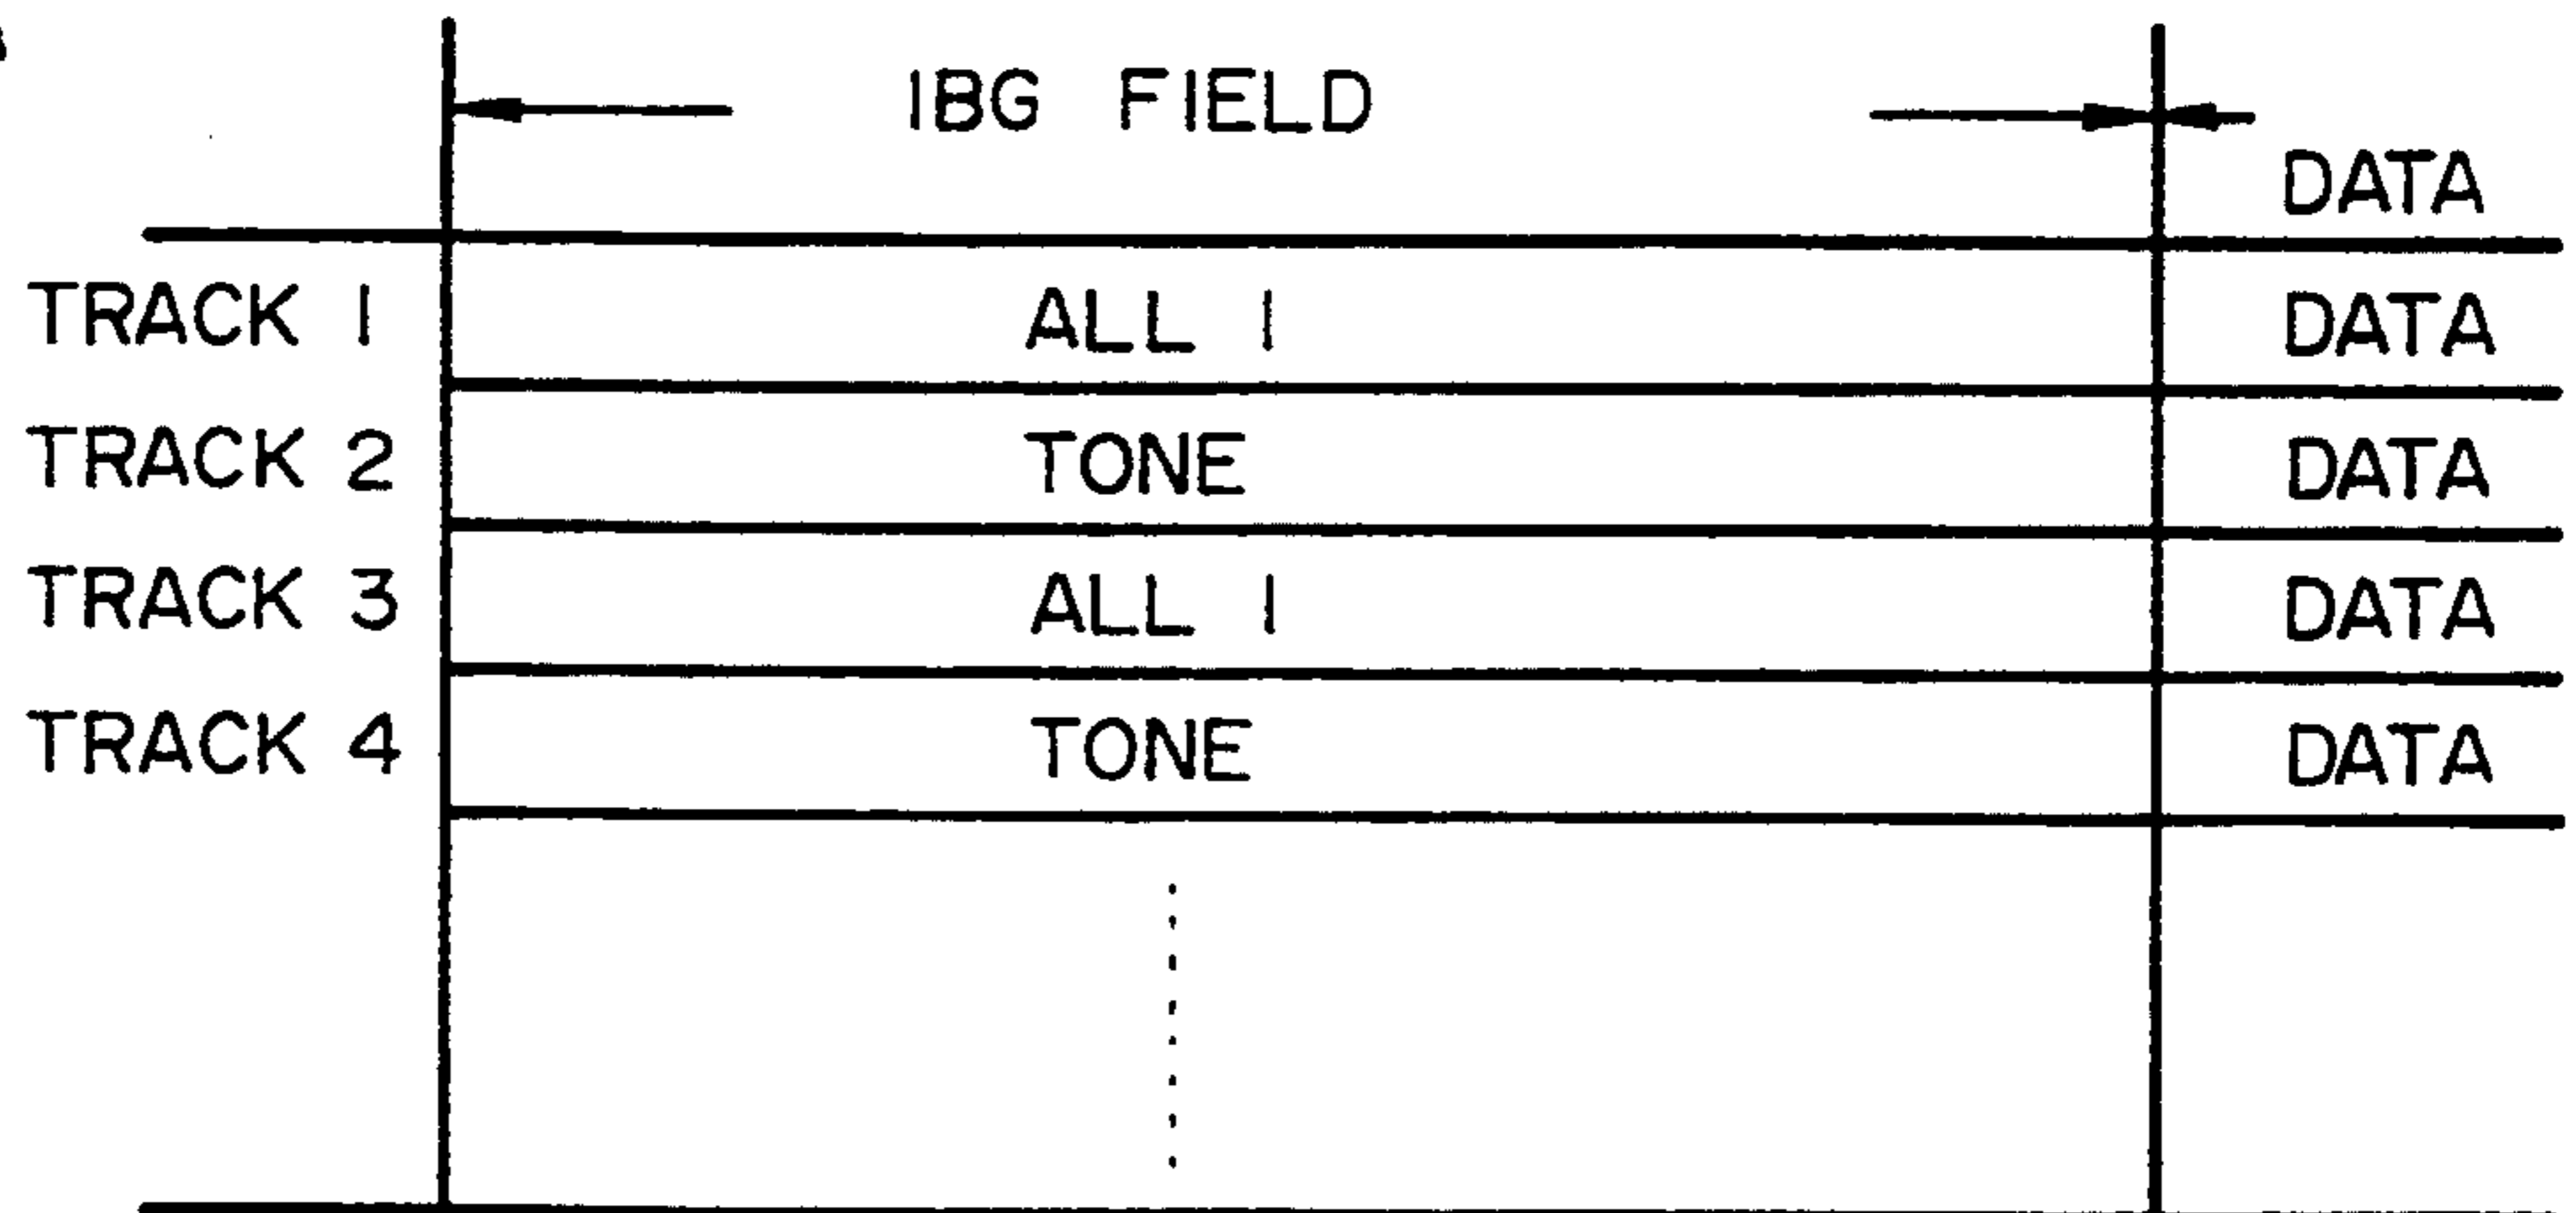 IBG FIELD
DATA
TRACK 1 ALL 1 DATA
TRACK 2 TONE DATA
TRACK 3 ALL 1 DATA
TRACK 4 TONE DATA